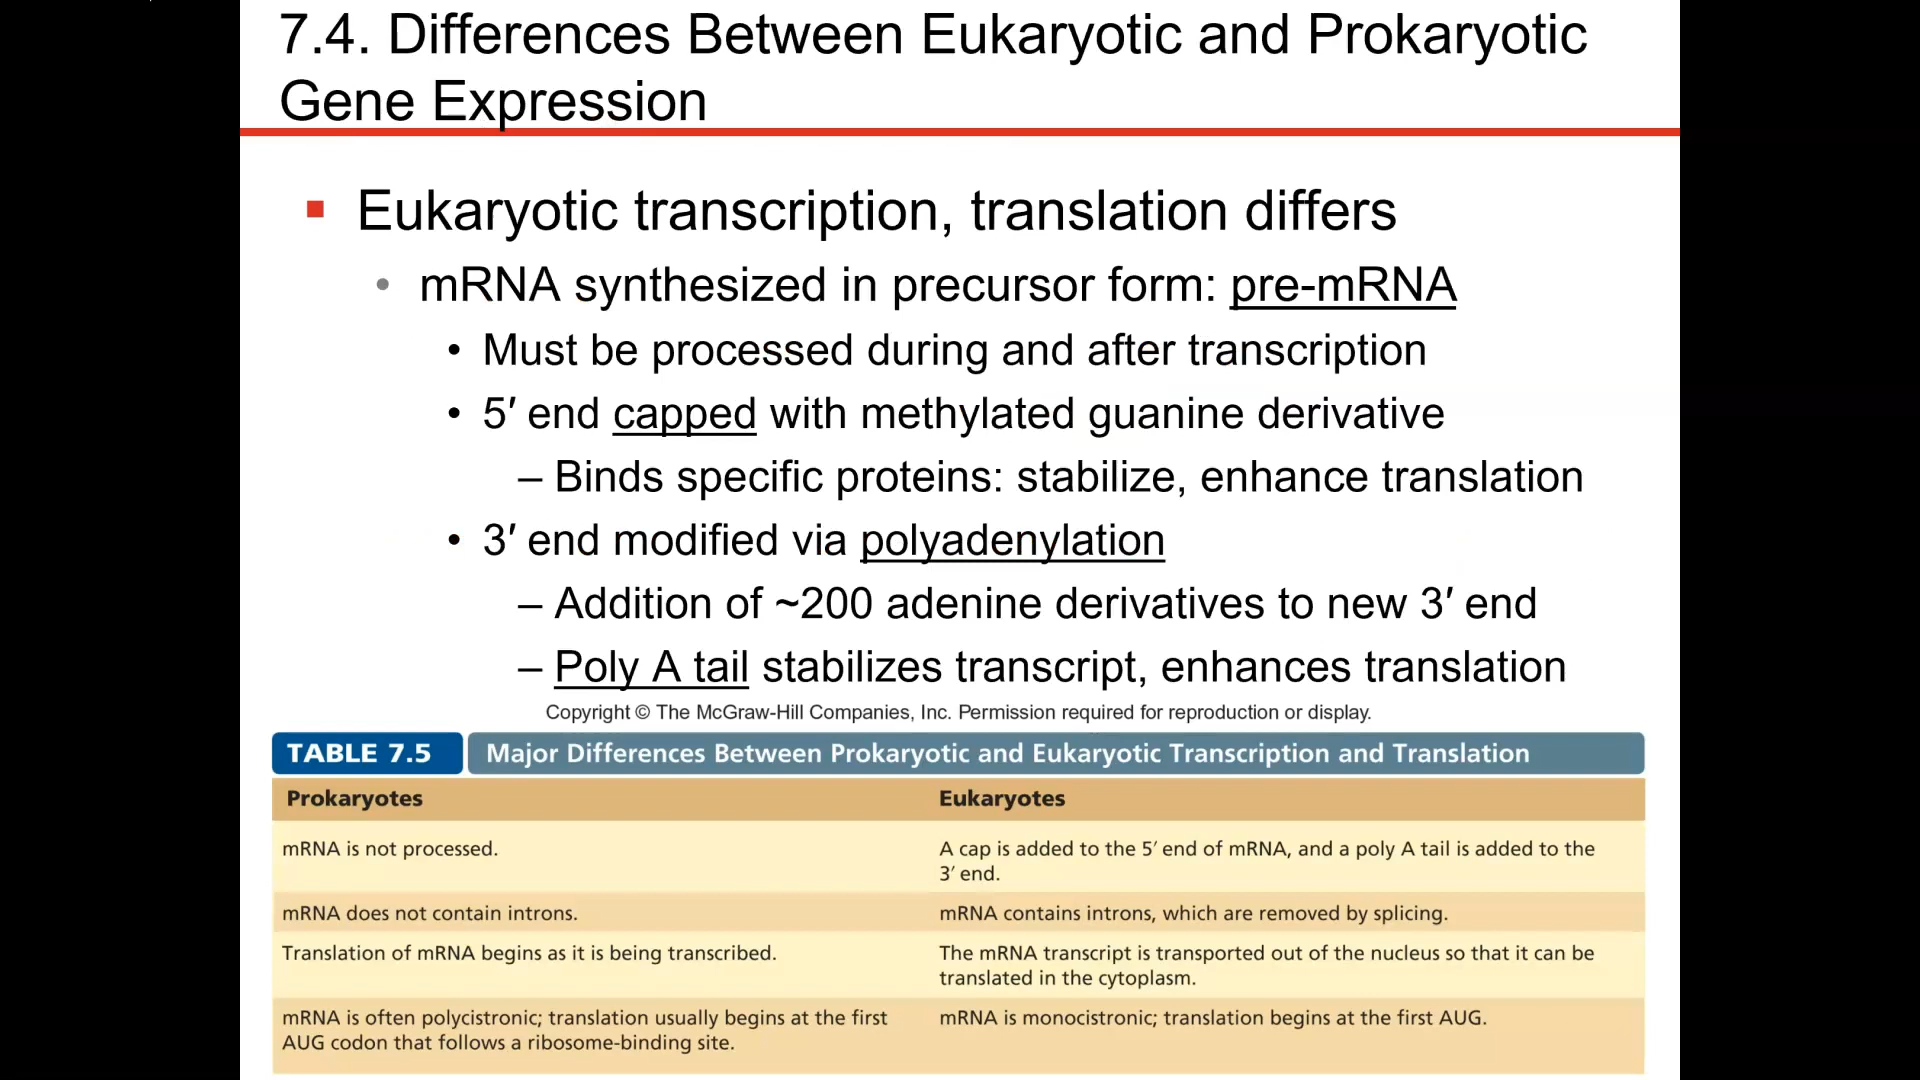 7.4. Differences Between Eukaryotic and Prokaryotic
Gene Expression
▪ Eukaryotic transcription, translation differs
• mRNA synthesized in precursor form: pre-mRNA
• Must be processed during and after transcription
• 5′ end capped with methylated guanine derivative
– Binds specific proteins: stabilize, enhance translation
• 3′ end modified via polyadenylation
– Addition of ~200 adenine derivatives to new 3′ end
– Poly A tail stabilizes transcript, enhances translation
Copyright © The McGraw-Hill Companies, Inc. Permission required for reproduction or display.
TABLE 7.5 Major Differences Between Prokaryotic and Eukaryotic Transcription and Translation
Prokaryotes Eukaryotes
mRNA is not processed. A cap is added to the 5′ end of mRNA, and a poly A tail is added to the
3′ end.
mRNA does not contain introns. mRNA contains introns, which are removed by splicing.
Translation of mRNA begins as it is being transcribed. The mRNA transcript is transported out of the nucleus so that it can be
translated in the cytoplasm.
mRNA is often polycistronic; translation usually begins at the first mRNA is monocistronic; translation begins at the first AUG.
AUG codon that follows a ribosome-binding site.